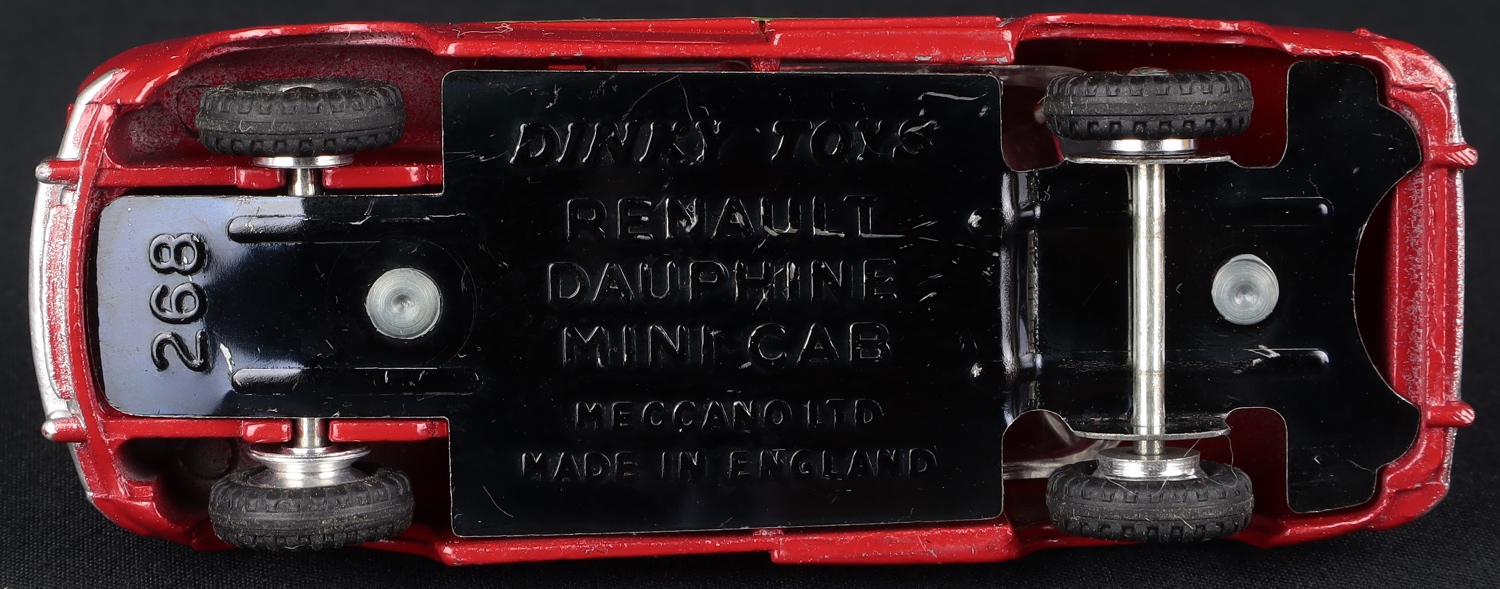 DINKY TOYS
RENAULT
DAUPHINE
MINI CAB
MECCANO LTD
MADE IN ENGLAND
268